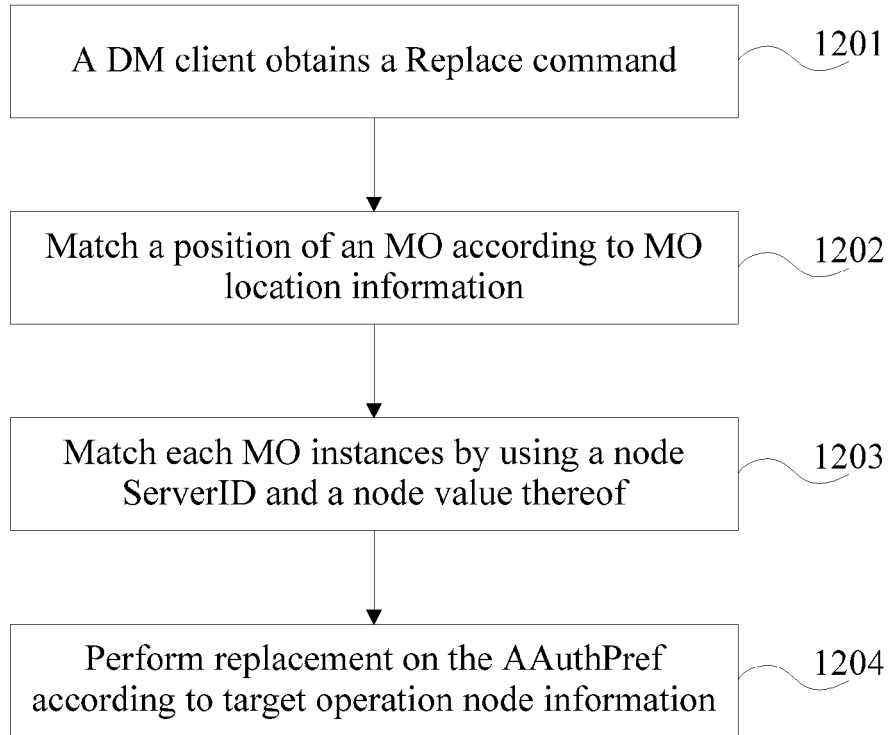 A DM client obtains a Replace command
1201
Match a position of an MO according to MO
location information
1202
Match each MO instances by using a node
ServerID and a node value thereof
1203
Perform replacement on the AAuthPref
according to target operation node information
1204